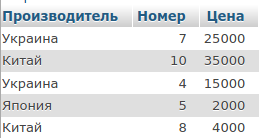 Производитель Номер Цена
Украина 7 25000
Китай 10 35000
Украина 4 15000
Япония 5 2000
Китай 8 4000